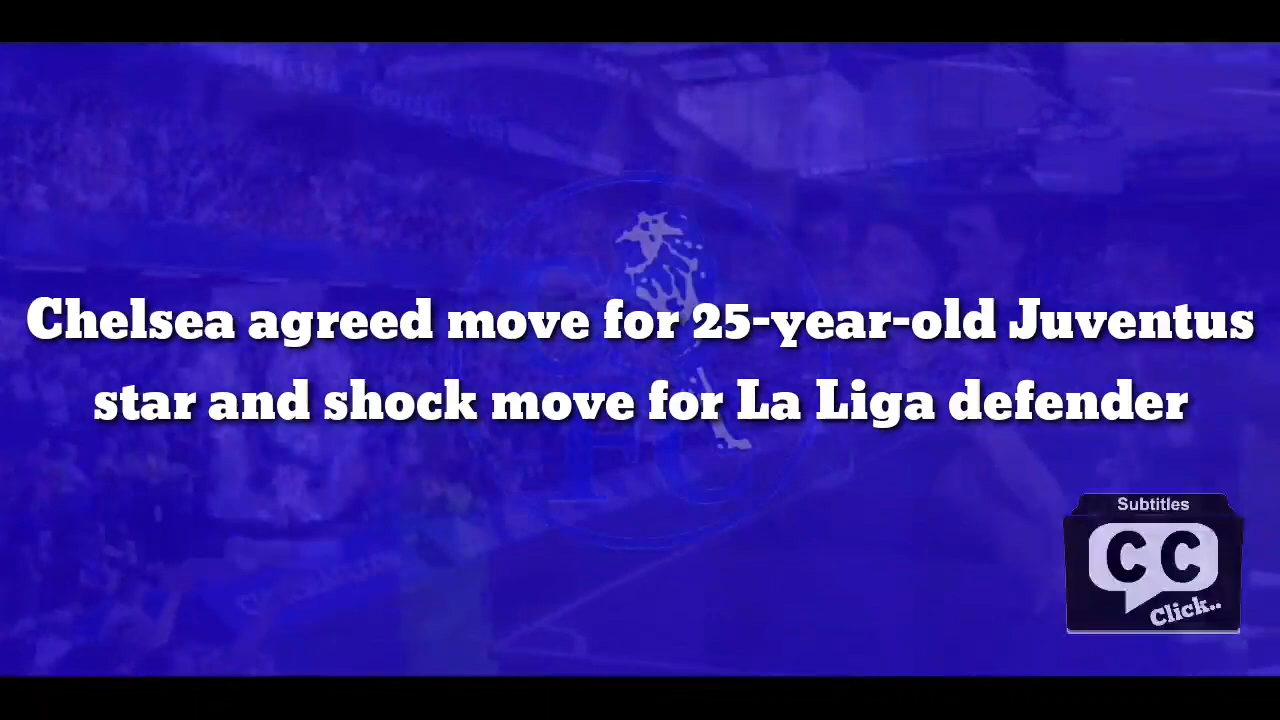 Chelsea agreed move for 25-year-old Juventus
star and shock move for La Liga defender
Subtitles
CC
Click..